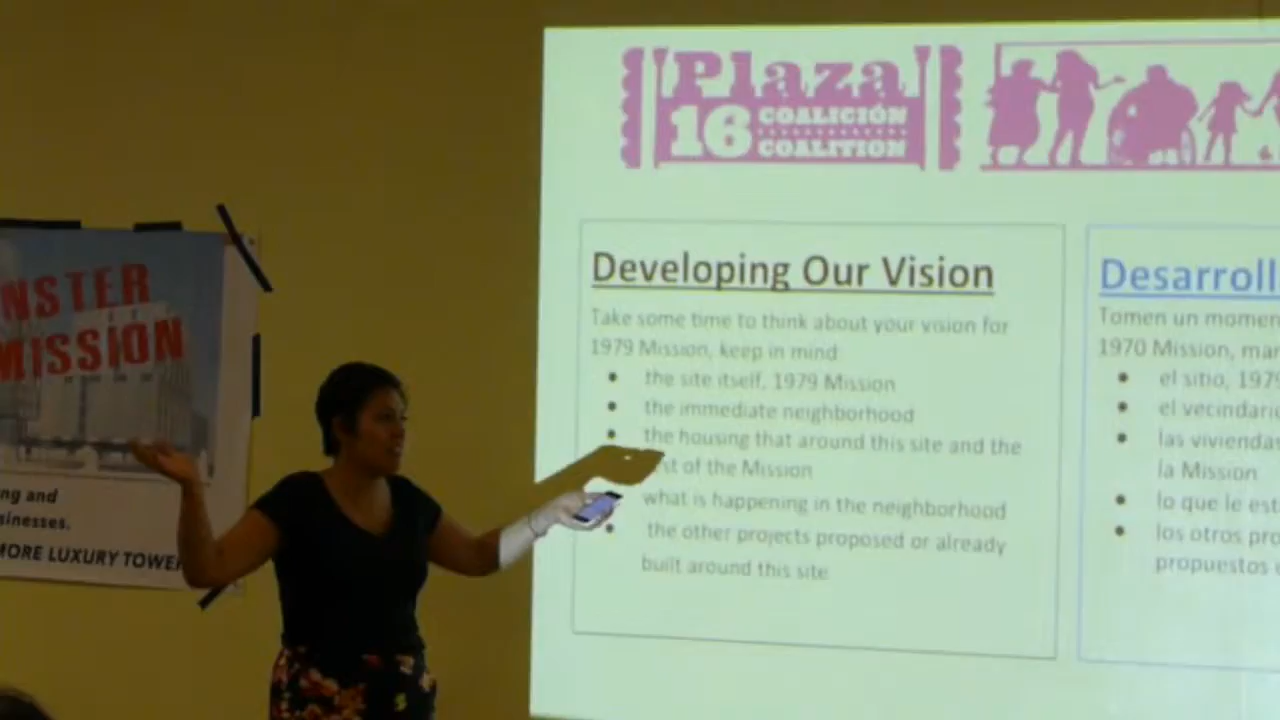 NSTER
MISSION
ng and
sinesses.
MORE LUXURY TOWE
Plaza
16 COALICIÓN
COALITION
Developing Our Vision
Take some time to think about your vision for
1979 Mission, keep in mind
• the site itself, 1979 Mission
• the immediate neighborhood
• the housing that around this site and the
st of the Mission
what is happening in the neighborhood
• the other projects proposed or already
built around this site
Desarroll
Tomen un momen
1970 Mission, man
• el sitio, 1979
• el vecindario
• las viviendas
la Mission
• lo que le est
• los otros pro
propuestos